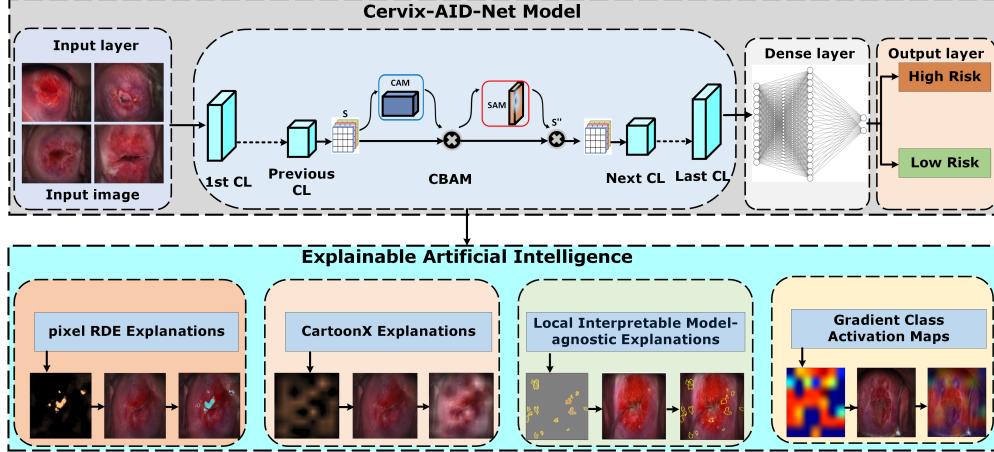 Cervix-AID-Net Model
Input layer
Input image
1st CL
Previous
CL
S
CAM
CBAM
SAM
S''
Next CL
Last CL
Dense layer
Output layer
High Risk
Low Risk
Explainable Artificial Intelligence
pixel RDE Explanations
CartoonX Explanations
Local Interpretable Model-
agnostic Explanations
Gradient Class
Activation Maps